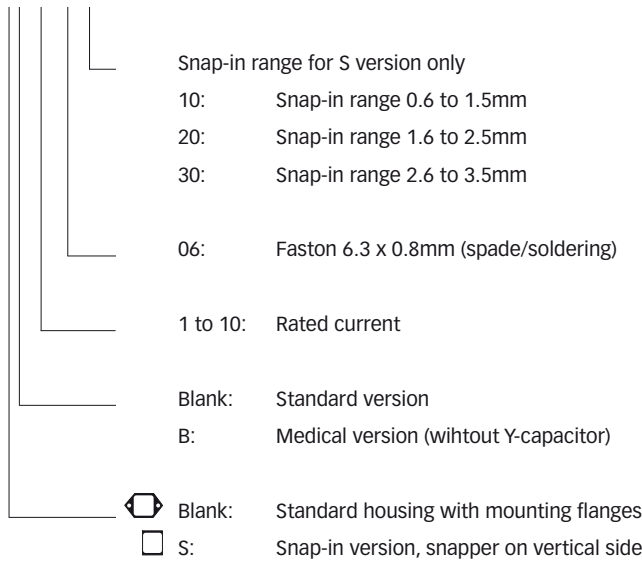 Snap-in range for S version only
10: Snap-in range 0.6 to 1.5mm
20: Snap-in range 1.6 to 2.5mm
30: Snap-in range 2.6 to 3.5mm
06: Faston 6.3 x 0.8mm (spade/soldering)
1 to 10: Rated current
Blank: Standard version
B: Medical version (wihtout Y-capacitor)
Blank: Standard housing with mounting flanges
S: Snap-in version, snapper on vertical side